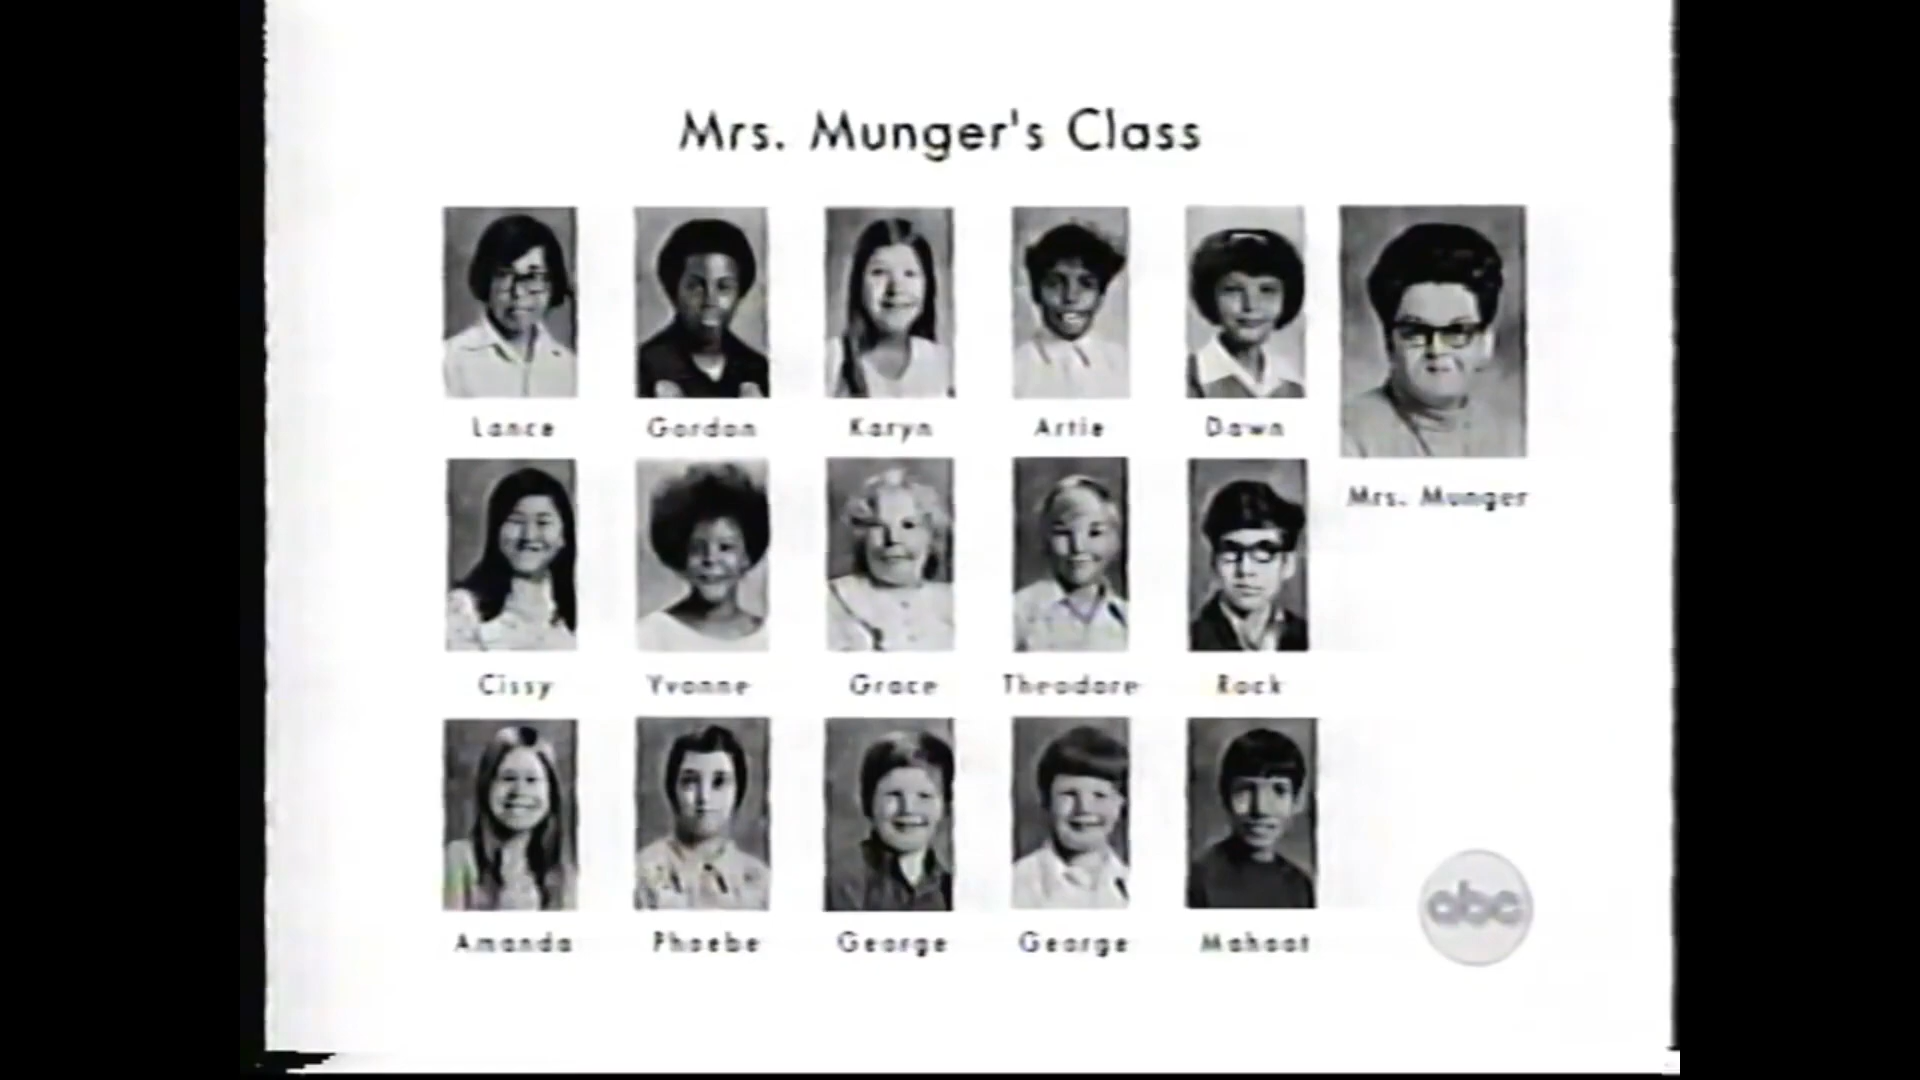 Mrs. Munger's Class
Lance Gordon Karyn Artie Dawn
Mrs. Munger
Cissy Yvonne Grace Theodore Rock
Amanda Phoebe George George Mahoat
abc